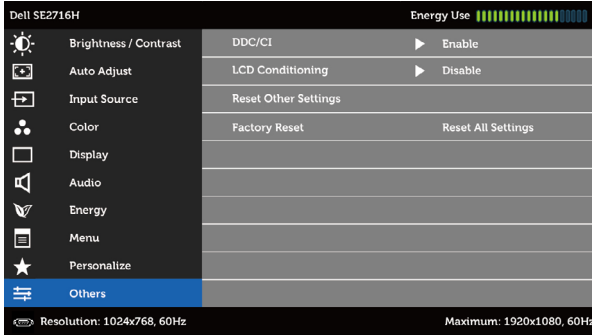 Dell SE2716H Energy Use
Brightness / Contrast DDC/CI Enable
Auto Adjust LCD Conditioning Disable
Input Source Reset Other Settings
Color Factory Reset Reset All Settings
Display
Audio
Energy
Menu
Personalize
Others
Resolution: 1024x768, 60Hz Maximum: 1920x1080, 60Hz